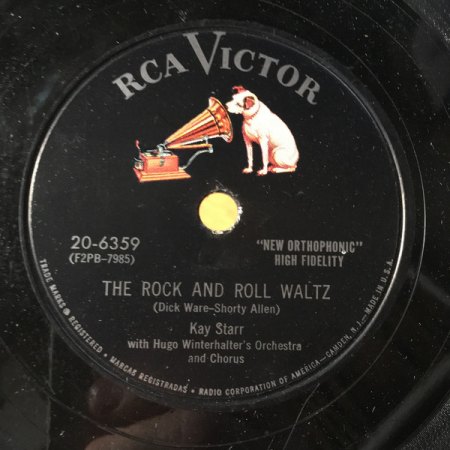 RCA VICTOR
20-6359
(F2PB-7985)
"NEW ORTHOPHONIC"
HIGH FIDELITY
THE ROCK AND ROLL WALTZ
(Dick Ware-Shorty Allen)
Kay Starr
with Hugo Winterhalter's Orchestra
and Chorus
TRADE MARKS ® REGISTERED • MARCAS REGISTRADAS • RADIO CORPORATION OF AMERICA—CAMDEN, N.J.—MADE IN U.S.A.